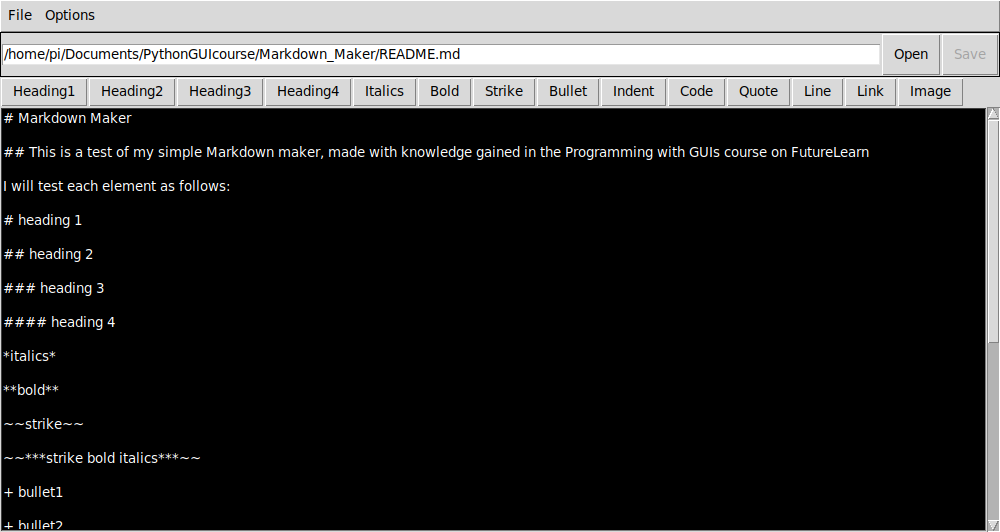 File Options
/home/pi/Documents/PythonGUIcourse/Markdown_Maker/README.md Open Save
Heading1 Heading2 Heading3 Heading4 Italics Bold Strike Bullet Indent Code Quote Line Link Image
# Markdown Maker
## This is a test of my simple Markdown maker, made with knowledge gained in the Programming with GUIs course on FutureLearn
I will test each element as follows:
# heading 1
## heading 2
### heading 3
#### heading 4
*italics*
**bold**
~~strike~~
~~***strike bold italics***~~
+ bullet1
+ bullet2